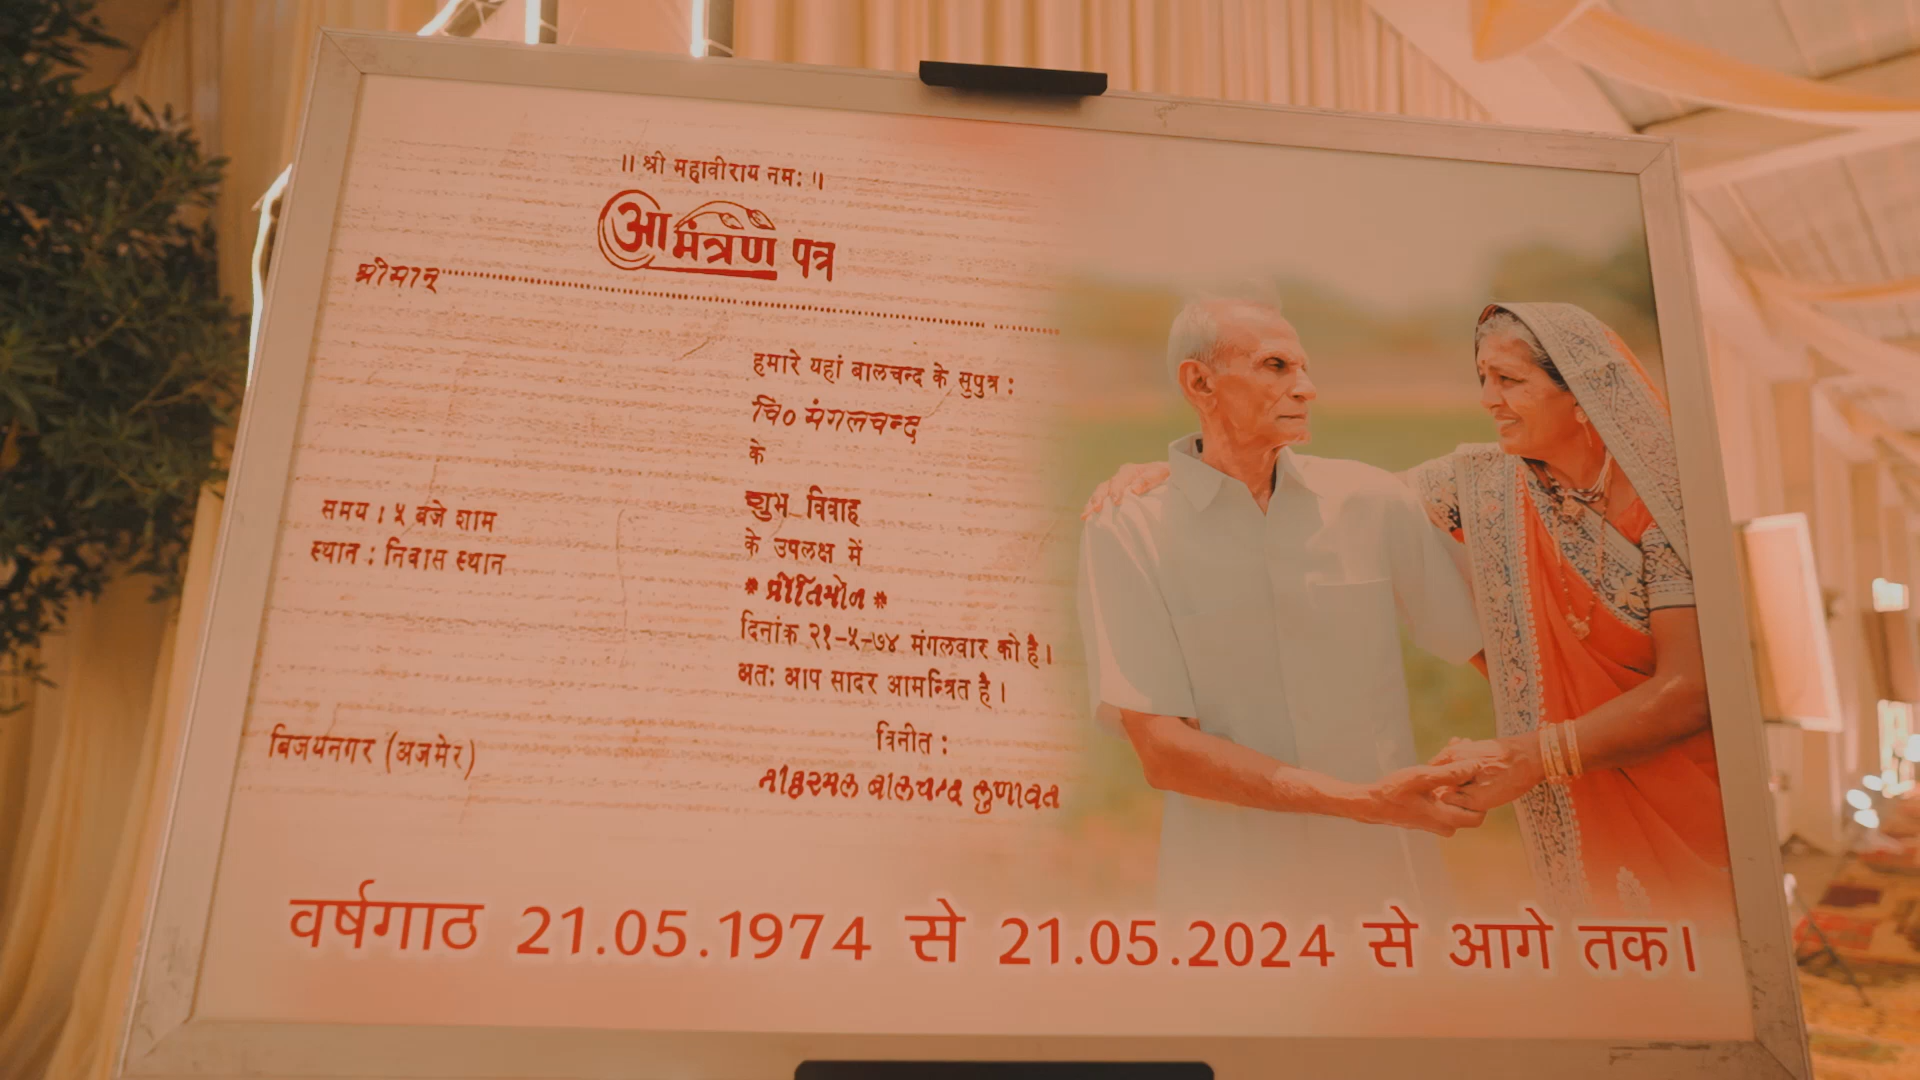 ॥ श्री महावीराय नमः ॥
आमंत्रण पत्र
श्रीमान्
हमारे यहां बालचन्द के सुपुत्र :
चि० मंगलचन्द
के
शुभ विवाह
के उपलक्ष में
* प्रीतिभोज *
दिनांक २१-५-७४ मंगलवार को है।
अतः आप सादर आमन्त्रित है।
समय : ५ बजे शाम
स्थान : निवास स्थान
विनीत :
बालचन्द लुणावत
बिजयनगर (अजमेर)
वर्षगाठ 21.05.1974 से 21.05.2024 से आगे तक।